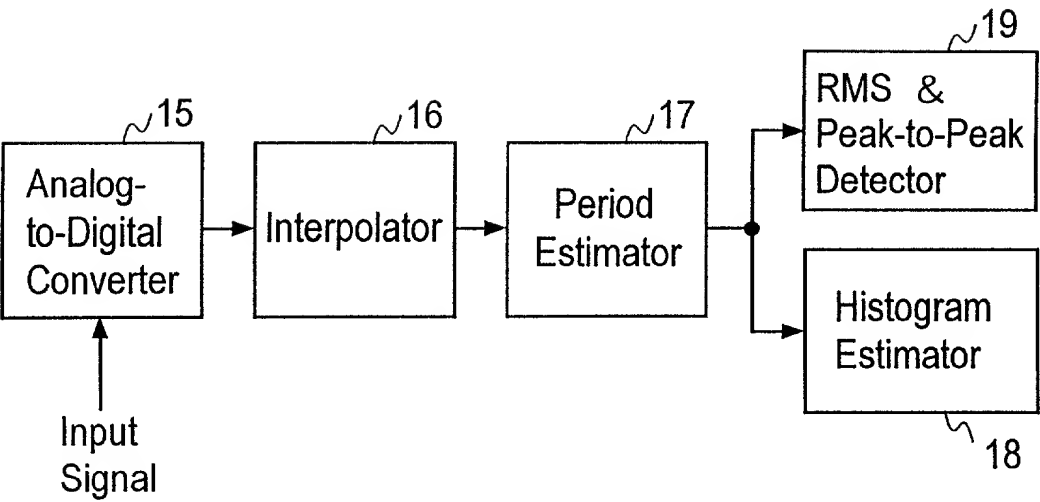 15
Analog-
to-Digital
Converter
Input
Signal
16
Interpolator
17
Period
Estimator
19
RMS &
Peak-to-Peak
Detector
Histogram
Estimator
18